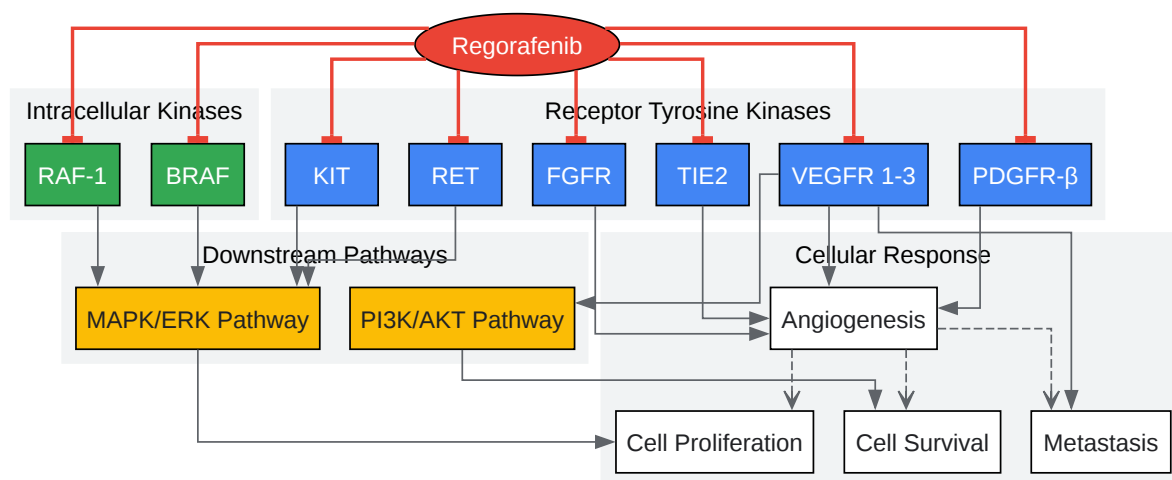 Regorafenib
Intracellular Kinases
Receptor Tyrosine Kinases
RAF-1
BRAF
KIT
RET
FGFR
TIE2
VEGFR 1-3
PDGFR-β
Downstream Pathways
Cellular Response
MAPK/ERK Pathway
PI3K/AKT Pathway
Angiogenesis
Cell Proliferation
Cell Survival
Metastasis